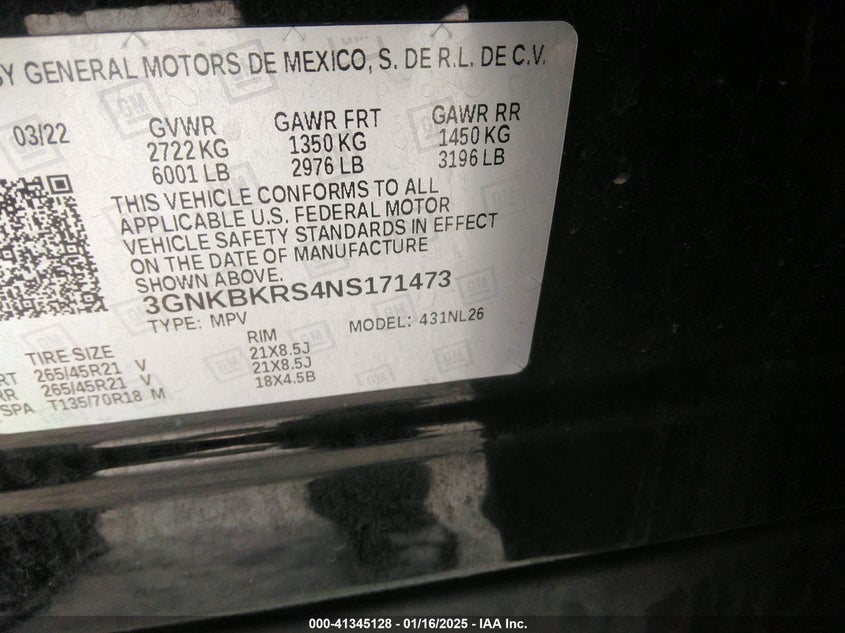 BY GENERAL MOTORS DE MEXICO, S. DE R.L. DE C.V.
03/22 GVWR GAWR FRT GAWR RR
2722 KG 1350 KG 1450 KG
6001 LB 2976 LB 3196 LB
THIS VEHICLE CONFORMS TO ALL
APPLICABLE U.S. FEDERAL MOTOR
VEHICLE SAFETY STANDARDS IN EFFECT
ON THE DATE OF MANUFACTURE
SHOWN ABOVE.
3GNKBKRS4NS171473
TYPE: MPV MODEL: 431NL26
TIRE SIZE RIM
FRT 265/45R21 V 21X8.5J
RR 265/45R21 V 21X8.5J
SPA T135/70R18 M 18X4.5B
000-41345128 - 01/16/2025 - IAA Inc.